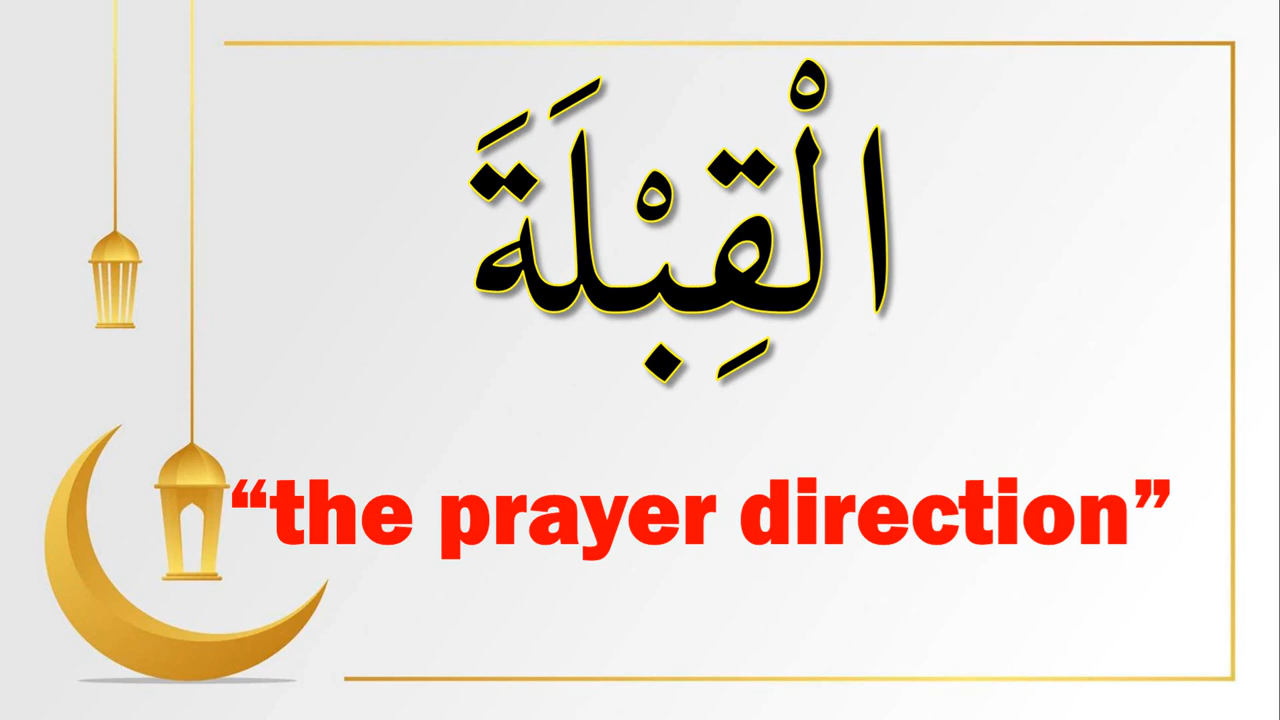 الْقِبْلَةَ
“the prayer direction”